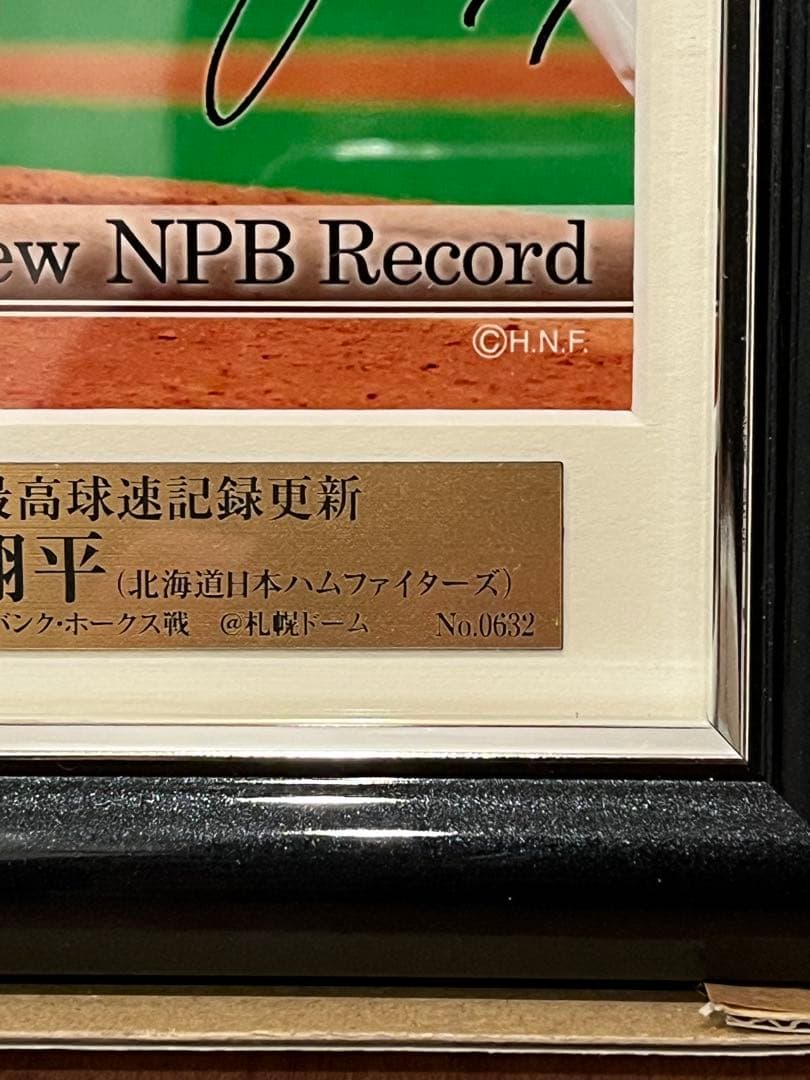 ew NPB Record
©H.N.F.
最高球速記録更新
翔平(北海道日本ハムファイターズ)
バンク・ホークス戦 @札幌ドーム No.0632